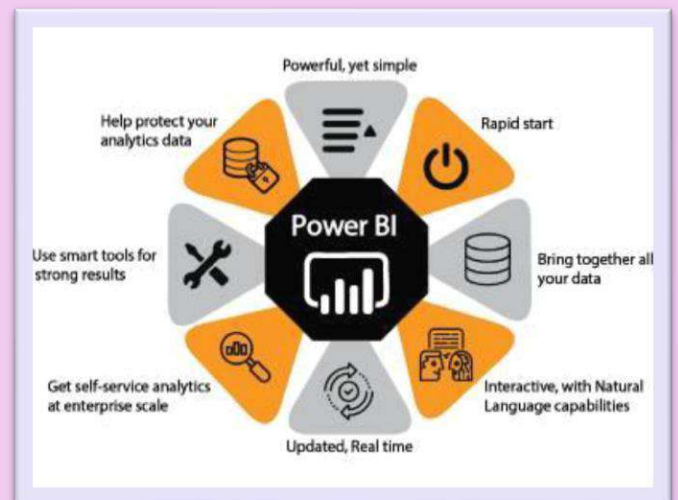 Powerful, yet simple
Rapid start
Bring together all
your data
Interactive, with Natural
Language capabilities
Updated, Real time
Get self-service analytics
at enterprise scale
Use smart tools for
strong results
Help protect your
analytics data
Power BI